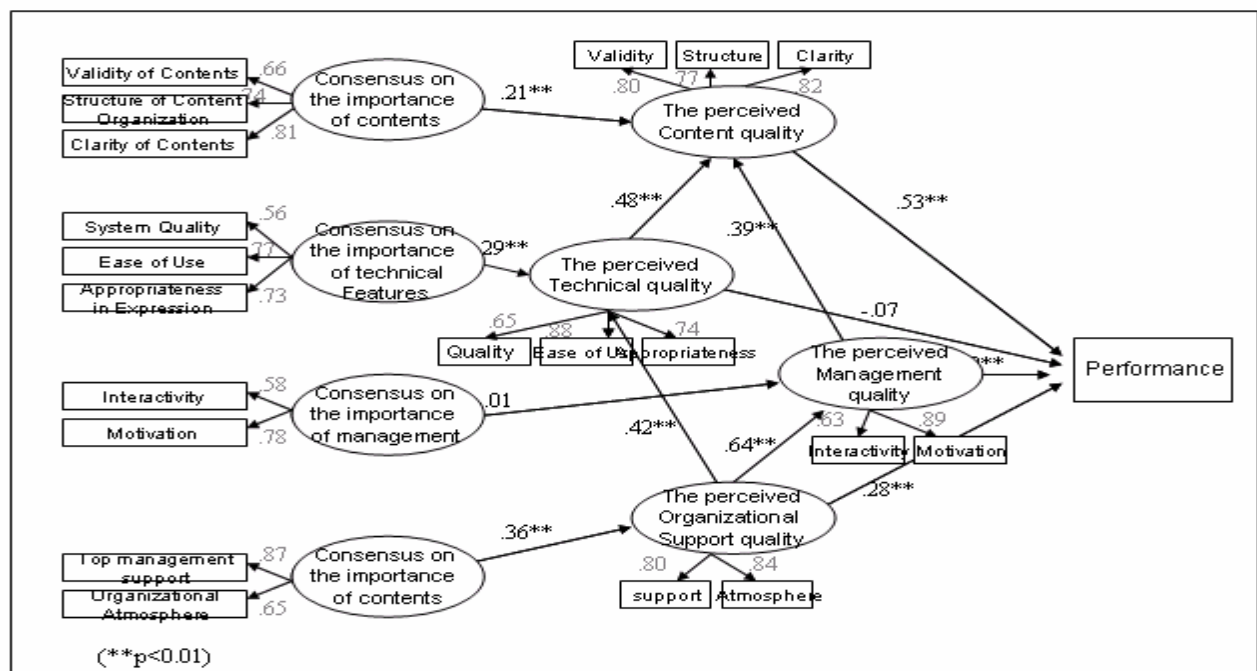 Validity
Structure
Clarity
.80
.77
.82
Validity of Contents
Structure of Content
Organization
Clarity of Contents
.66
.74
.81
Consensus on
the importance
of contents
.21**
The perceived
Content quality
.48**
.39**
.53**
System Quality
Ease of Use
Appropriateness
in Expression
.56
.77
.73
Consensus on
the importance
of technical
Features
.29**
The perceived
Technical quality
-.07
.65
.88
.74
Quality
Ease of Use
Appropriateness
The perceived
Management
quality
**
Performance
Interactivity
Motivation
.58
.78
Consensus on
the importance
of management
.01
.63
.89
Interactivity
Motivation
.42**
.64**
.28**
The perceived
Organizational
Support quality
.36**
Top management
support
Organizational
Atmosphere
.87
.65
Consensus on
the importance
of contents
.80
.84
support
Atmosphere
(**p<0.01)